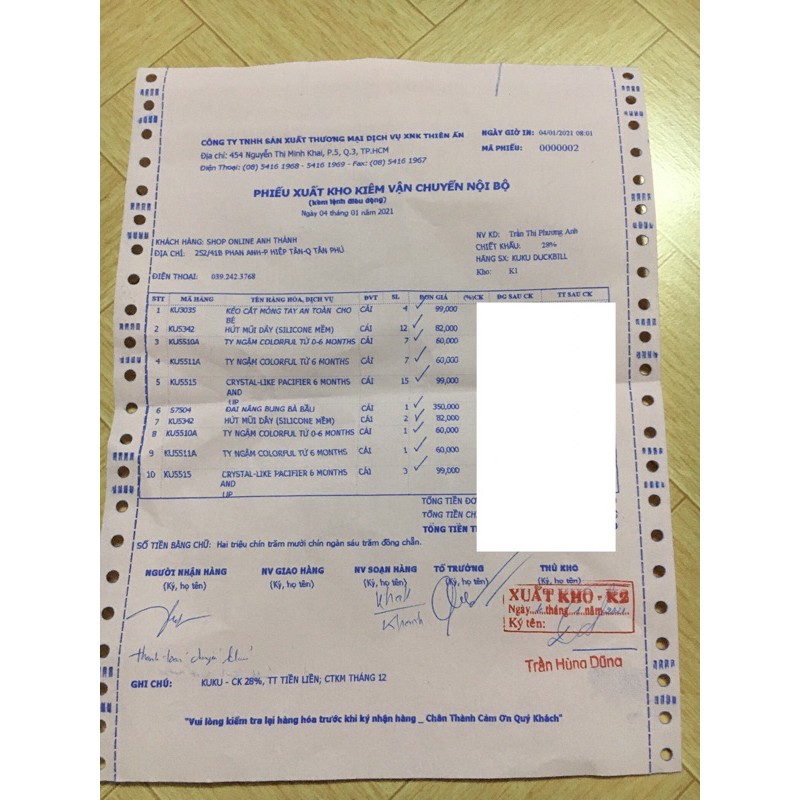 CÔNG TY TNHH SẢN XUẤT THƯƠNG MẠI DỊCH VỤ XNK THIÊN ẤN
NGÀY GIỜ IN: 04/01/2021 08:01
Địa chỉ: 454 Nguyễn Thị Minh Khai, P.5, Q.3, TP.HCM
MÃ PHIẾU: 0000002
Điện Thoại: (08) 5416 1968 - 5416 1969 - Fax: (08) 5416 1967
PHIẾU XUẤT KHO KIÊM VẬN CHUYỂN NỘI BỘ
(kèm lệnh điều động)
Ngày 04 tháng 01 năm 2021
KHÁCH HÀNG: SHOP ONLINE ANH THÀNH
NV KD: Trần Thị Phương Anh
ĐỊA CHỈ: 252/41B PHAN ANH-P HIỆP TÂN-Q TÂN PHÚ
CHIẾT KHẤU: 28%
HÃNG SX: KUKU DUCKBILL
ĐIỆN THOẠI: 039.242.3768
Kho: K1
STT MÃ HÀNG TÊN HÀNG HÓA, DỊCH VỤ ĐVT SL ĐƠN GIÁ (%)CK ĐG SAU CK TT SAU CK
1 KU3035 KÉO CẮT MÓNG TAY AN TOÀN CHO CÁI 4 99,000
BÉ
2 KU5342 HÚT MŨI DÂY (SILICONE MỀM) CÁI 12 82,000
3 KU5510A TY NGẬM COLORFUL TỪ 0-6 MONTHS CÁI 7 60,000
4 KU5511A TY NGẬM COLORFUL TỪ 6 MONTHS CÁI 7 60,000
5 KU5515 CRYSTAL-LIKE PACIFIER 6 MONTHS CÁI 15 99,000
AND
UP
6 S7504 ĐAI NÂNG BỤNG BÀ BẦU CÁI 1 350,000
7 KU5342 HÚT MŨI DÂY (SILICONE MỀM) CÁI 2 82,000
8 KU5510A TY NGẬM COLORFUL TỪ 0-6 MONTHS CÁI 1 60,000
9 KU5511A TY NGẬM COLORFUL TỪ 6 MONTHS CÁI 1 60,000
10 KU5515 CRYSTAL-LIKE PACIFIER 6 MONTHS CÁI 3 99,000
AND
UP
TỔNG TIỀN ĐƠ
TỔNG TIỀN CH
TỔNG TIỀN T
SỐ TIỀN BẰNG CHỮ: Hai triệu chín trăm mười chín ngàn sáu trăm đồng chẵn.
NGƯỜI NHẬN HÀNG NV GIAO HÀNG NV SOẠN HÀNG TỔ TRƯỞNG THỦ KHO
(Ký, họ tên) (Ký, họ tên) (Ký, họ tên) (Ký, họ tên) (Ký, họ tên)
XUẤT KHO - K2
Ngày tháng năm
Ký tên:
Khanh
Trần Hùng Dũng
GHI CHÚ: KUKU - CK 28%, TT TIỀN LIỀN; CTKM THÁNG 12
"Vui lòng kiểm tra lại hàng hóa trước khi ký nhận hàng _ Chân Thành Cảm Ơn Quý Khách"